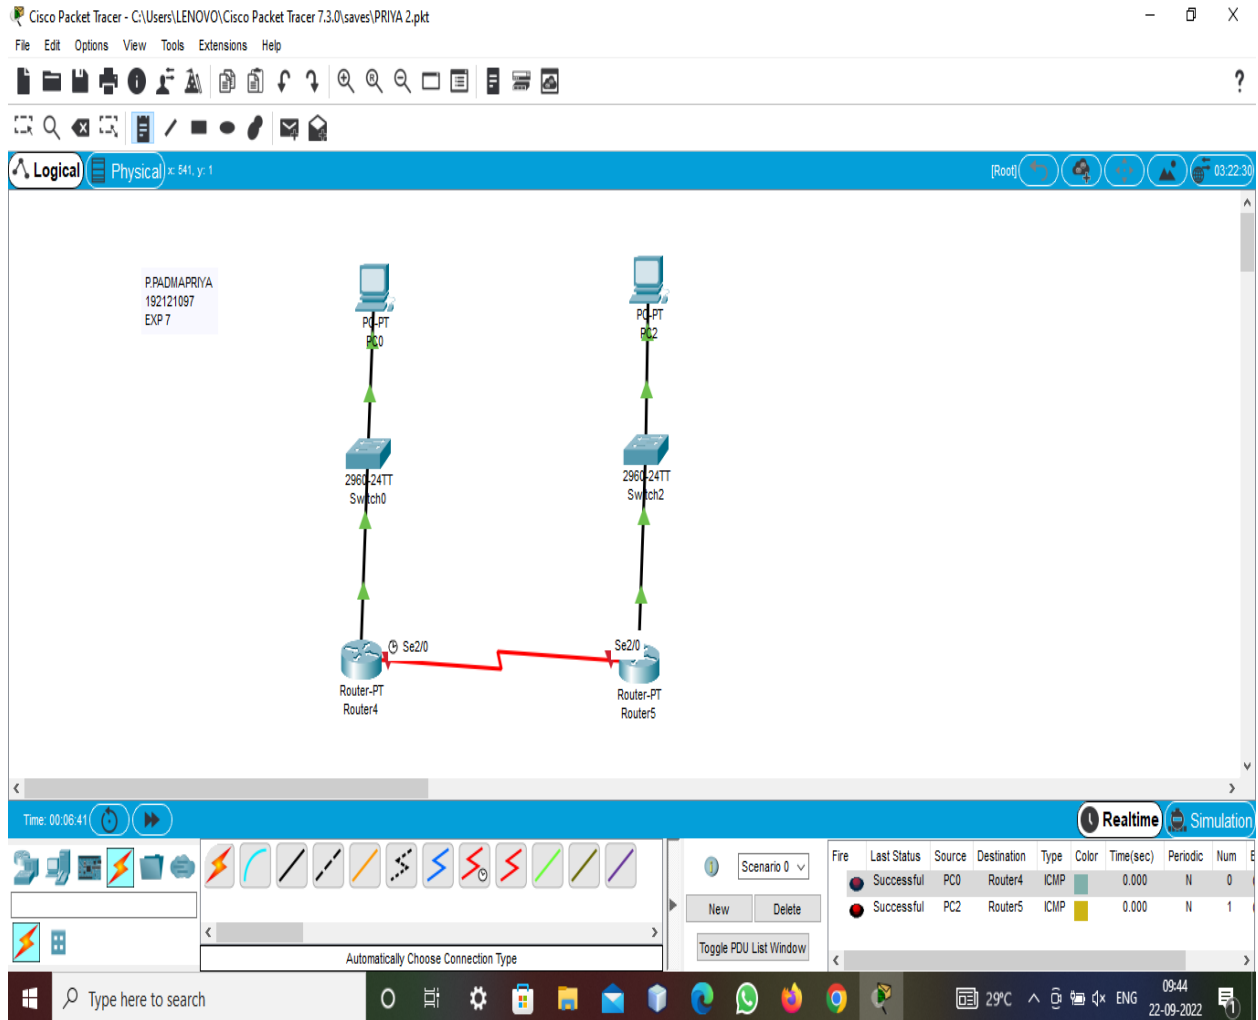 Cisco Packet Tracer - C:\Users\LENOVO\Cisco Packet Tracer 7.3.0\saves\PRIYA 2.pkt
File Edit Options View Tools Extensions Help
Logical Physical x: 541, y: 1 [Root] 03:22:30
P.PADMAPRIYA
192121097
EXP 7
PC-PT
PC0
PC-PT
PC2
2960-24TT
Switch0
2960-24TT
Switch2
Se2/0
Se2/0
Router-PT
Router4
Router-PT
Router5
Time: 00:06:41 Realtime Simulation
Scenario 0
New Delete
Toggle PDU List Window
Fire Last Status Source Destination Type Color Time(sec) Periodic Num
Successful PC0 Router4 ICMP 0.000 N 0
Successful PC2 Router5 ICMP 0.000 N 1
Automatically Choose Connection Type
Type here to search
29°C ENG 09:44
22-09-2022